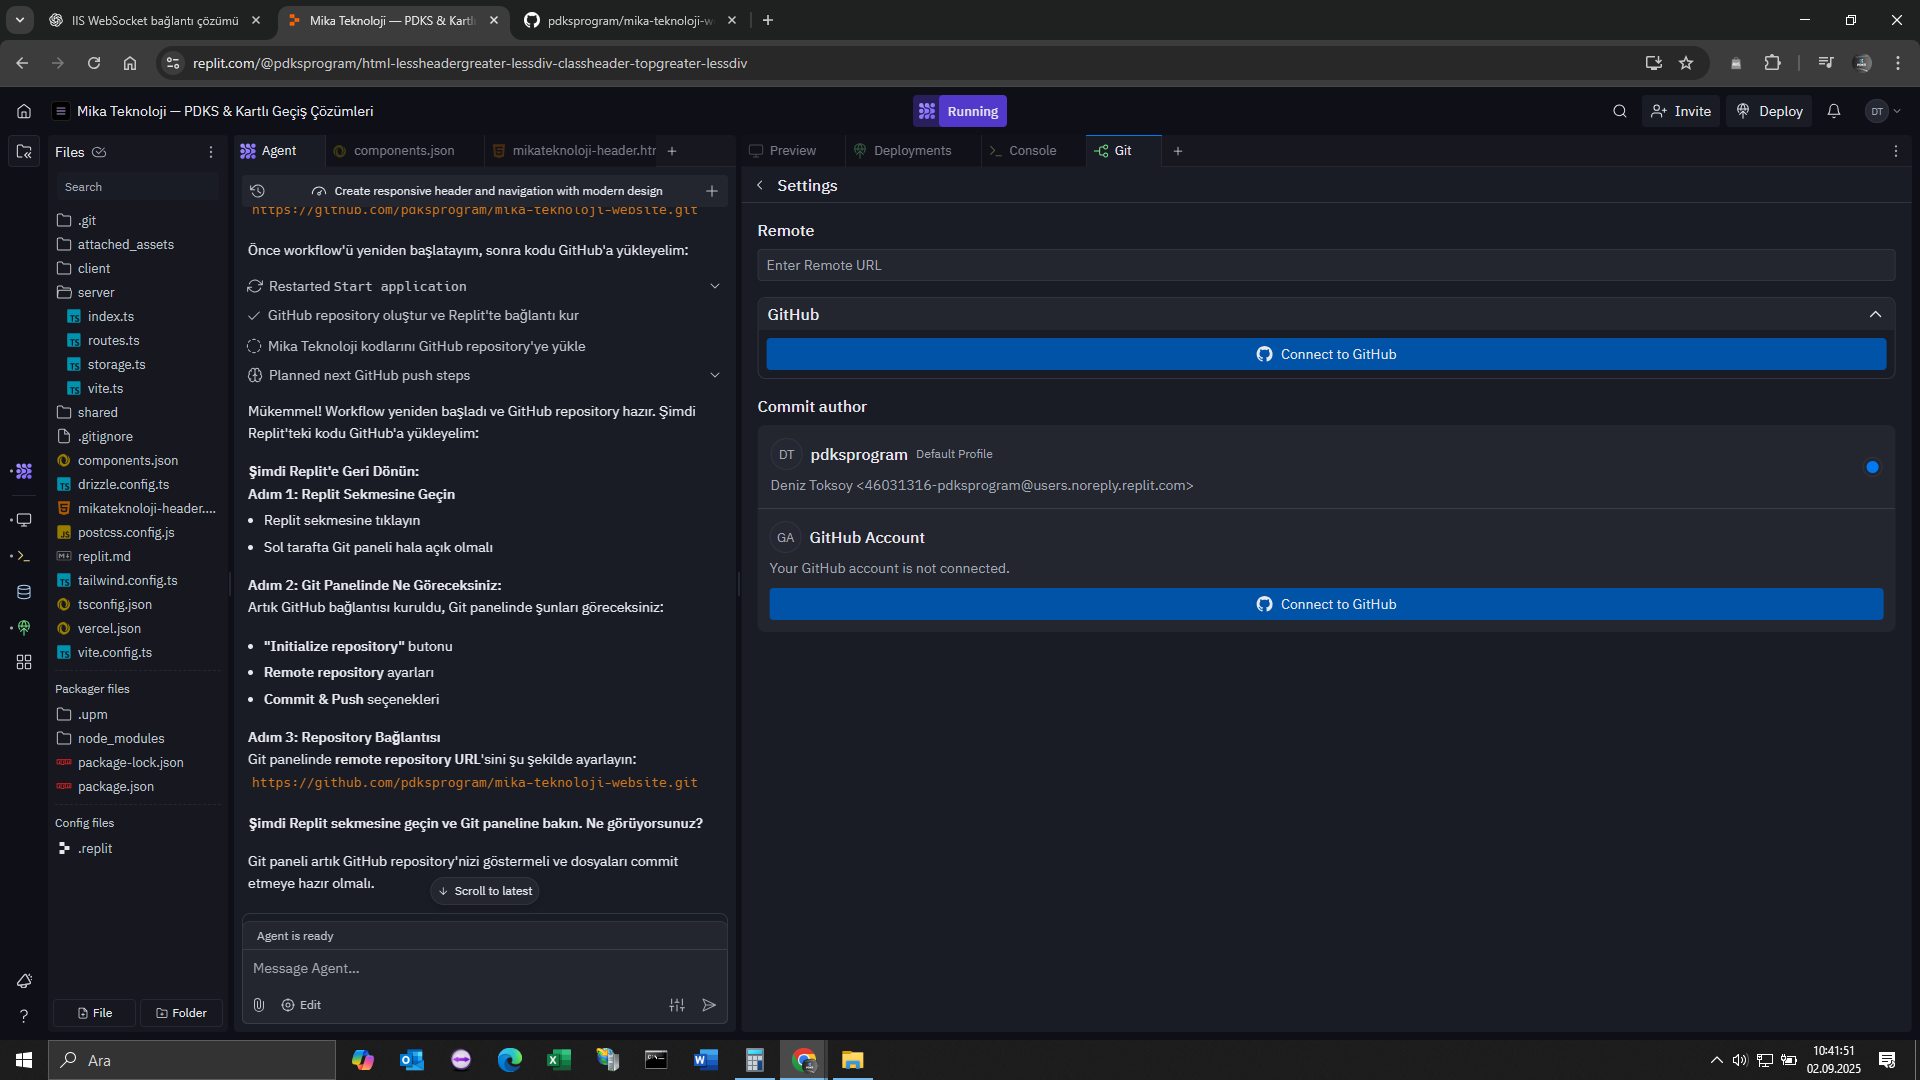 IIS WebSocket bağlantı çözümü
Mika Teknoloji — PDKS & Kartlı
pdksprogram/mika-teknoloji-w
replit.com/@pdksprogram/html-lessheadergreater-lessdiv-classheader-topgreater-lessdiv
Mika Teknoloji — PDKS & Kartlı Geçiş Çözümleri
Running
Invite
Deploy
DT
Files
Search
.git
attached_assets
client
server
index.ts
routes.ts
storage.ts
vite.ts
shared
.gitignore
components.json
drizzle.config.ts
mikateknoloji-header....
postcss.config.js
replit.md
tailwind.config.ts
tsconfig.json
vercel.json
vite.config.ts
Packager files
.upm
node_modules
package-lock.json
package.json
Config files
.replit
File
Folder
Agent
components.json
mikateknoloji-header.htr
Create responsive header and navigation with modern design
https://github.com/pdksprogram/mika-teknoloji-website.git
Önce workflow'ü yeniden başlatayım, sonra kodu GitHub'a yükleyelim:
Restarted Start application
GitHub repository oluştur ve Replit'te bağlantı kur
Mika Teknoloji kodlarını GitHub repository'ye yükle
Planned next GitHub push steps
Mükemmel! Workflow yeniden başladı ve GitHub repository hazır. Şimdi
Replit'teki kodu GitHub'a yükleyelim:
Şimdi Replit'e Geri Dönün:
Adım 1: Replit Sekmesine Geçin
• Replit sekmesine tıklayın
• Sol tarafta Git paneli hala açık olmalı
Adım 2: Git Panelinde Ne Göreceksiniz:
Artık GitHub bağlantısı kuruldu, Git panelinde şunları göreceksiniz:
• "Initialize repository" butonu
• Remote repository ayarları
• Commit & Push seçenekleri
Adım 3: Repository Bağlantısı
Git panelinde remote repository URL'sini şu şekilde ayarlayın:
https://github.com/pdksprogram/mika-teknoloji-website.git
Şimdi Replit sekmesine geçin ve Git paneline bakın. Ne görüyorsunuz?
Git paneli artık GitHub repository'nizi göstermeli ve dosyaları commit
etmeye hazır olmalı.
Scroll to latest
Agent is ready
Message Agent...
Edit
Preview
Deployments
Console
Git
Settings
Remote
Enter Remote URL
GitHub
Connect to GitHub
Commit author
DT
pdksprogram Default Profile
Deniz Toksoy <46031316-pdksprogram@users.noreply.replit.com>
GA
GitHub Account
Your GitHub account is not connected.
Connect to GitHub
Ara
10:41:51
02.09.2025